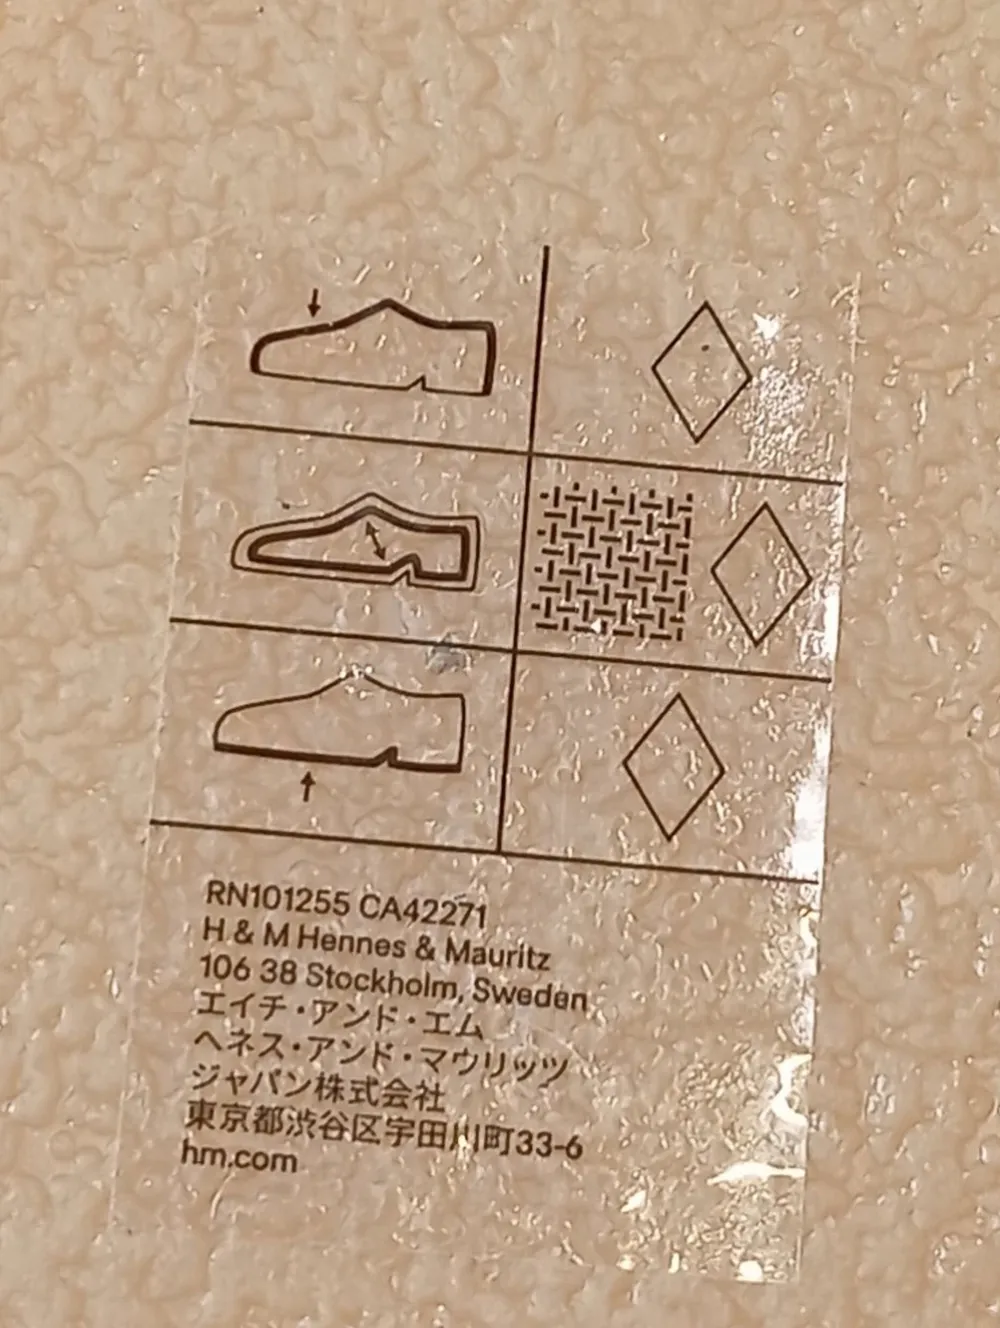 RN101255 CA42271
H & M Hennes & Mauritz
106 38 Stockholm, Sweden
エイチ・アンド・エム
ヘネス・アンド・マウリッツ
ジャパン株式会社
東京都渋谷区宇田川町33-6
hm.com